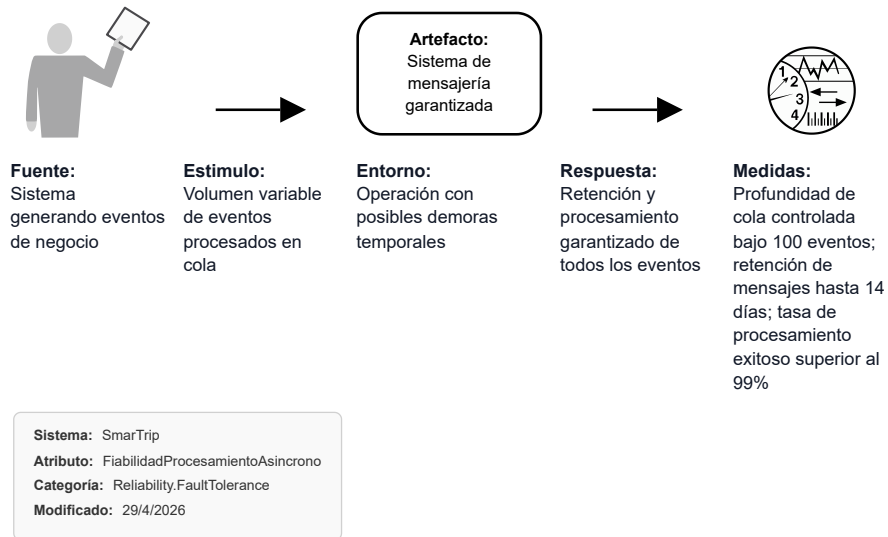 Artefacto:
Sistema de
mensajería
garantizada
1
2
3
4
Fuente:
Sistema
generando eventos
de negocio
Estimulo:
Volumen variable
de eventos
procesados en
cola
Entorno:
Operación con
posibles demoras
temporales
Respuesta:
Retención y
procesamiento
garantizado de
todos los eventos
Medidas:
Profundidad de
cola controlada
bajo 100 eventos;
retención de
mensajes hasta 14
días; tasa de
procesamiento
exitoso superior al
99%
Sistema: SmarTrip
Atributo: FiabilidadProcesamientoAsincrono
Categoría: Reliability.FaultTolerance
Modificado: 29/4/2026